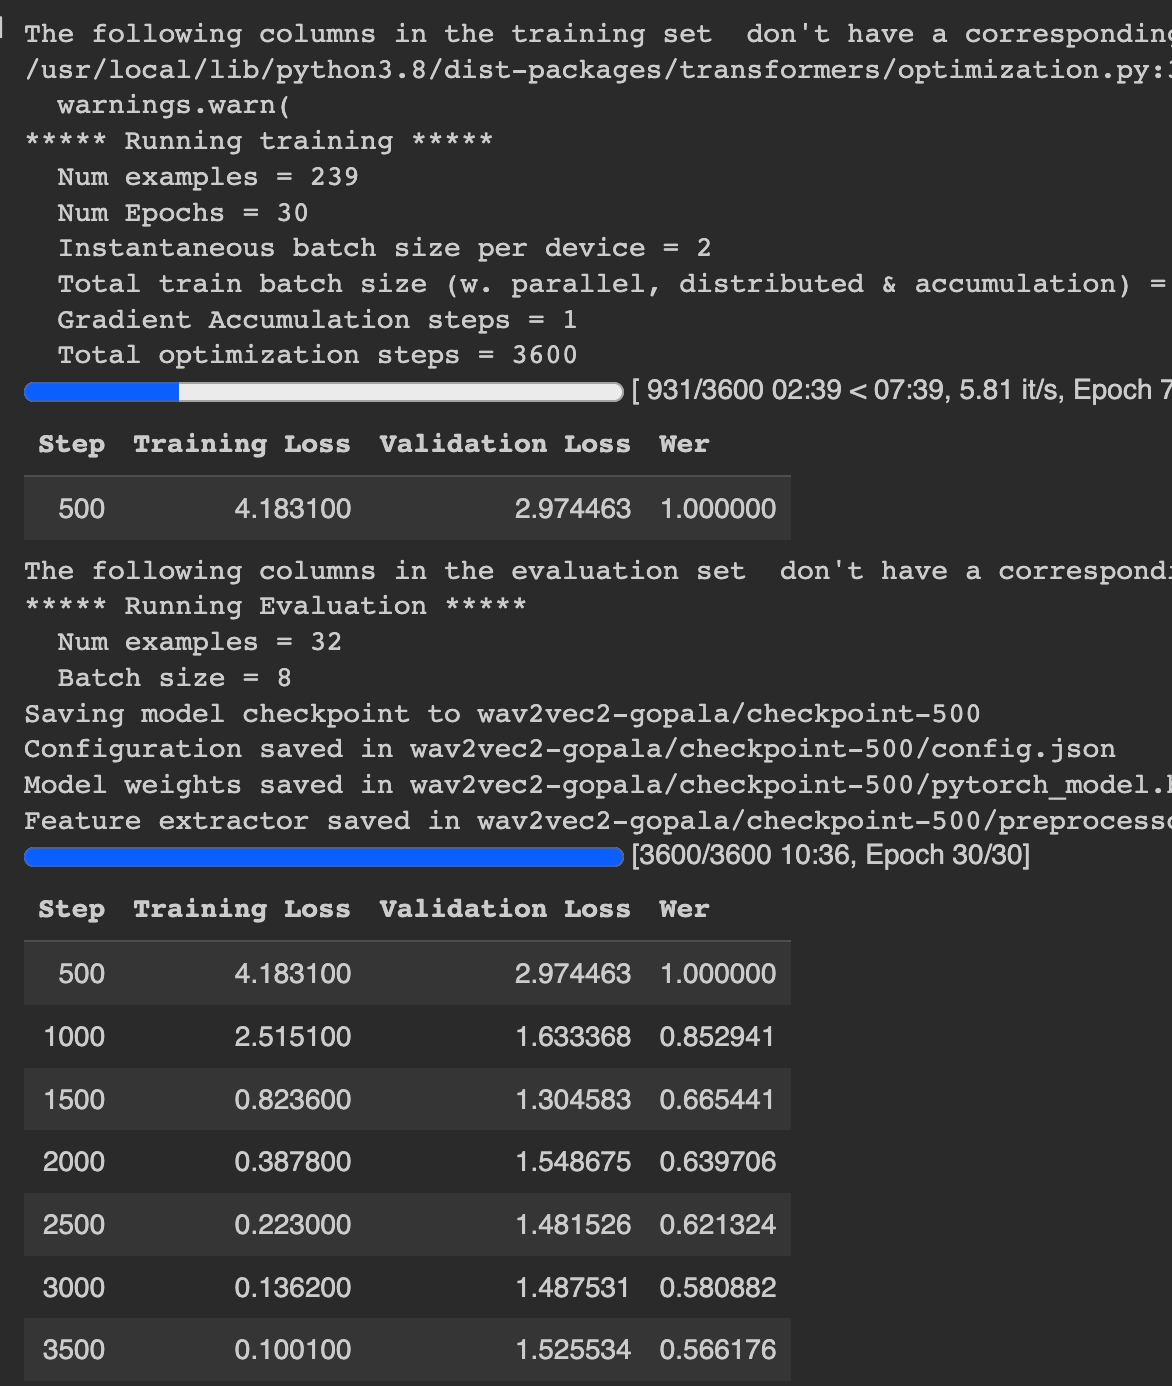 The following columns in the training set  don't have a corresponding
/usr/local/lib/python3.8/dist-packages/transformers/optimization.py:
  warnings.warn(
***** Running training *****
  Num examples = 239
  Num Epochs = 30
  Instantaneous batch size per device = 2
  Total train batch size (w. parallel, distributed & accumulation) =
  Gradient Accumulation steps = 1
  Total optimization steps = 3600
[ 931/3600 02:39 < 07:39, 5.81 it/s, Epoch 7
Step Training Loss Validation Loss Wer
500 4.183100 2.974463 1.000000
The following columns in the evaluation set  don't have a correspondi
***** Running Evaluation *****
  Num examples = 32
  Batch size = 8
Saving model checkpoint to wav2vec2-gopala/checkpoint-500
Configuration saved in wav2vec2-gopala/checkpoint-500/config.json
Model weights saved in wav2vec2-gopala/checkpoint-500/pytorch_model.
Feature extractor saved in wav2vec2-gopala/checkpoint-500/preprocesso
[3600/3600 10:36, Epoch 30/30]
Step Training Loss Validation Loss Wer
500 4.183100 2.974463 1.000000
1000 2.515100 1.633368 0.852941
1500 0.823600 1.304583 0.665441
2000 0.387800 1.548675 0.639706
2500 0.223000 1.481526 0.621324
3000 0.136200 1.487531 0.580882
3500 0.100100 1.525534 0.566176